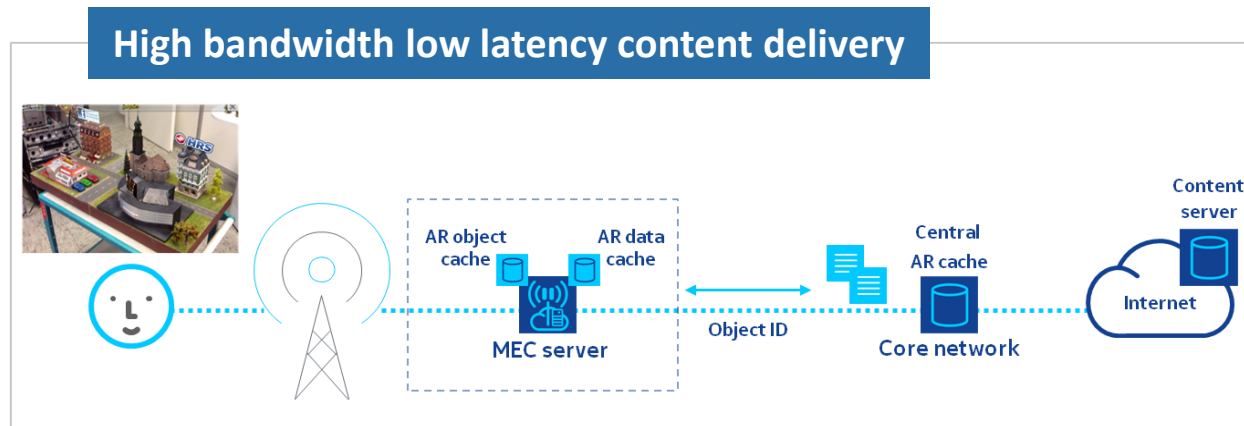 High bandwidth low latency content delivery
HRS
AR object
cache
AR data
cache
MEC server
Object ID
Central
AR cache
Core network
Content
server
Internet